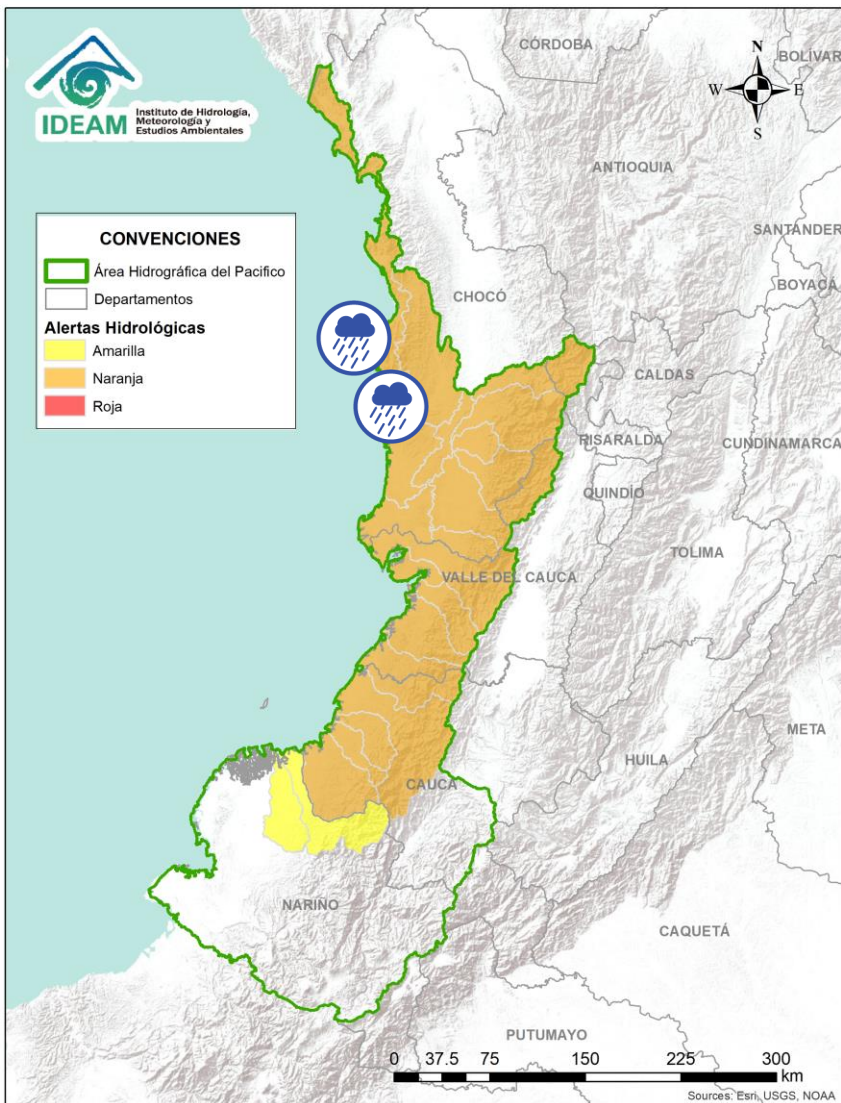 IDEAM
Instituto de Hidrología,
Meteorología y
Estudios Ambientales
CÓRDOBA
BOLÍVAR
N
W
E
S
ANTIOQUIA
SANTANDER
BOYACÁ
CONVENCIONES
Área Hidrográfica del Pacifico
Departamentos
Alertas Hidrológicas
Amarilla
Naranja
Roja
CHOCÓ
CALDAS
RISARALDA
CUNDINAMARCA
QUINDÍO
TOLIMA
VALLE DEL CAUCA
META
HUILA
CAUCA
NARIÑO
CAQUETÁ
PUTUMAYO
0 37.5 75 150 225 300
km
Sources: Esri, USGS, NOAA